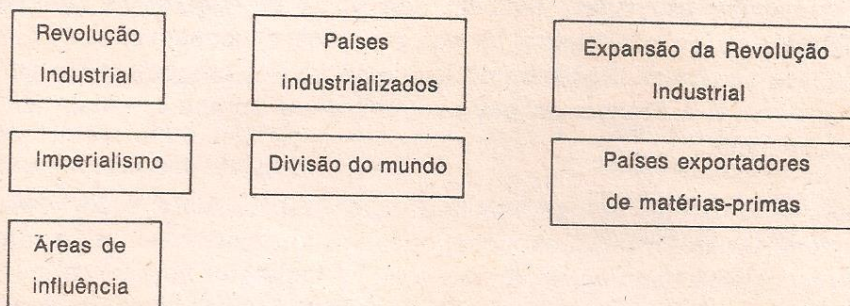 Revolução
Industrial
Países
industrializados
Expansão da Revolução
Industrial
Imperialismo
Divisão do mundo
Países exportadores
de matérias-primas
Áreas de
influência